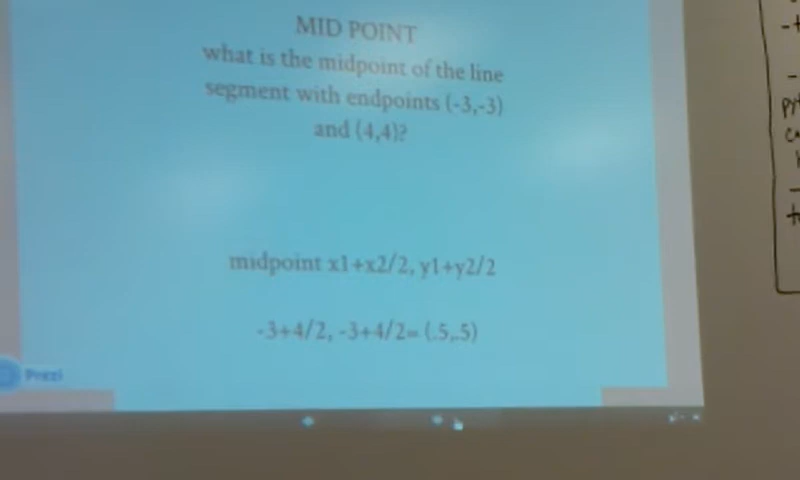 MID POINT
what is the midpoint of the line
segment with endpoints (-3,-3)
and (4,4)?
midpoint x1+x2/2, y1+y2/2
-3+4/2, -3+4/2= (.5,.5)
Prezi